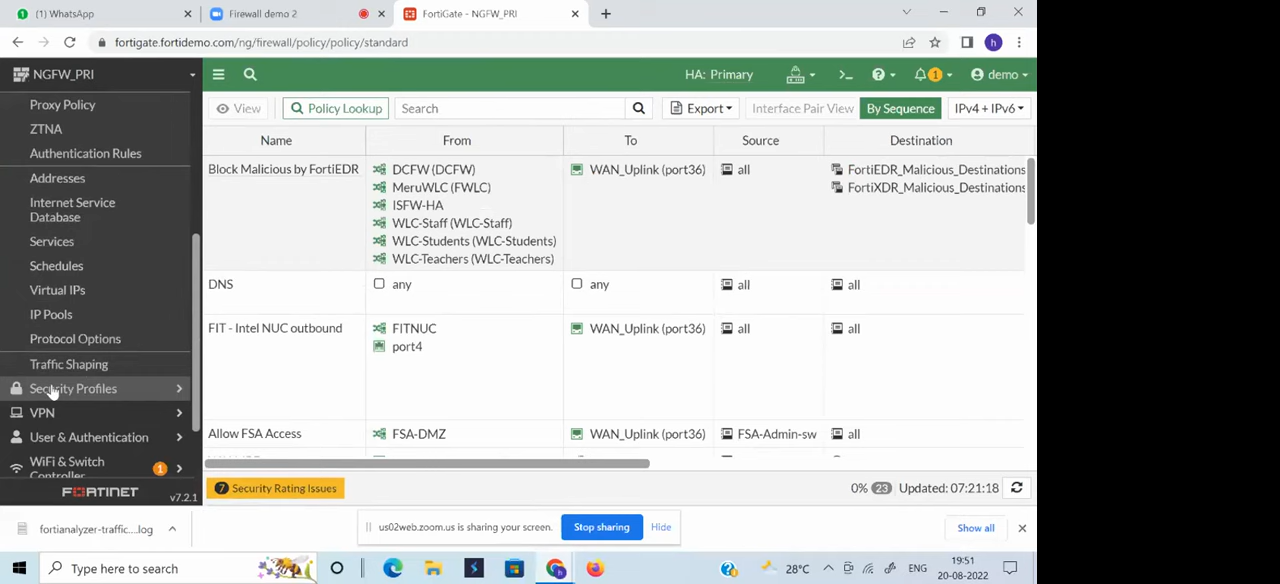 (1) WhatsApp
Firewall demo 2
FortiGate - NGFW_PRI
fortigate.fortidemo.com/ng/firewall/policy/policy/standard
h
NGFW_PRI
HA: Primary
1
demo
Proxy Policy
ZTNA
Authentication Rules
Addresses
Internet Service
Database
Services
Schedules
Virtual IPs
IP Pools
Protocol Options
Traffic Shaping
Security Profiles
VPN
User & Authentication
WiFi & Switch
Controller
1
FORTINET
v7.2.1
View
Policy Lookup
Search
Export
Interface Pair View
By Sequence
IPv4 + IPv6
Name From To Source Destination
Block Malicious by FortiEDR
DCFW (DCFW)
MeruWLC (FWLC)
ISFW-HA
WLC-Staff (WLC-Staff)
WLC-Students (WLC-Students)
WLC-Teachers (WLC-Teachers)
WAN_Uplink (port36)
all
FortiEDR_Malicious_Destinations
FortiXDR_Malicious_Destinations
DNS any any all all
FIT - Intel NUC outbound
FITNUC
port4
WAN_Uplink (port36)
all
all
Allow FSA Access FSA-DMZ WAN_Uplink (port36) FSA-Admin-sw all
7 Security Rating Issues
0% 23 Updated: 07:21:18
fortianalyzer-traffic....log
us02web.zoom.us is sharing your screen.
Stop sharing
Hide
Show all
Type here to search
28°C
ENG
19:51
20-08-2022